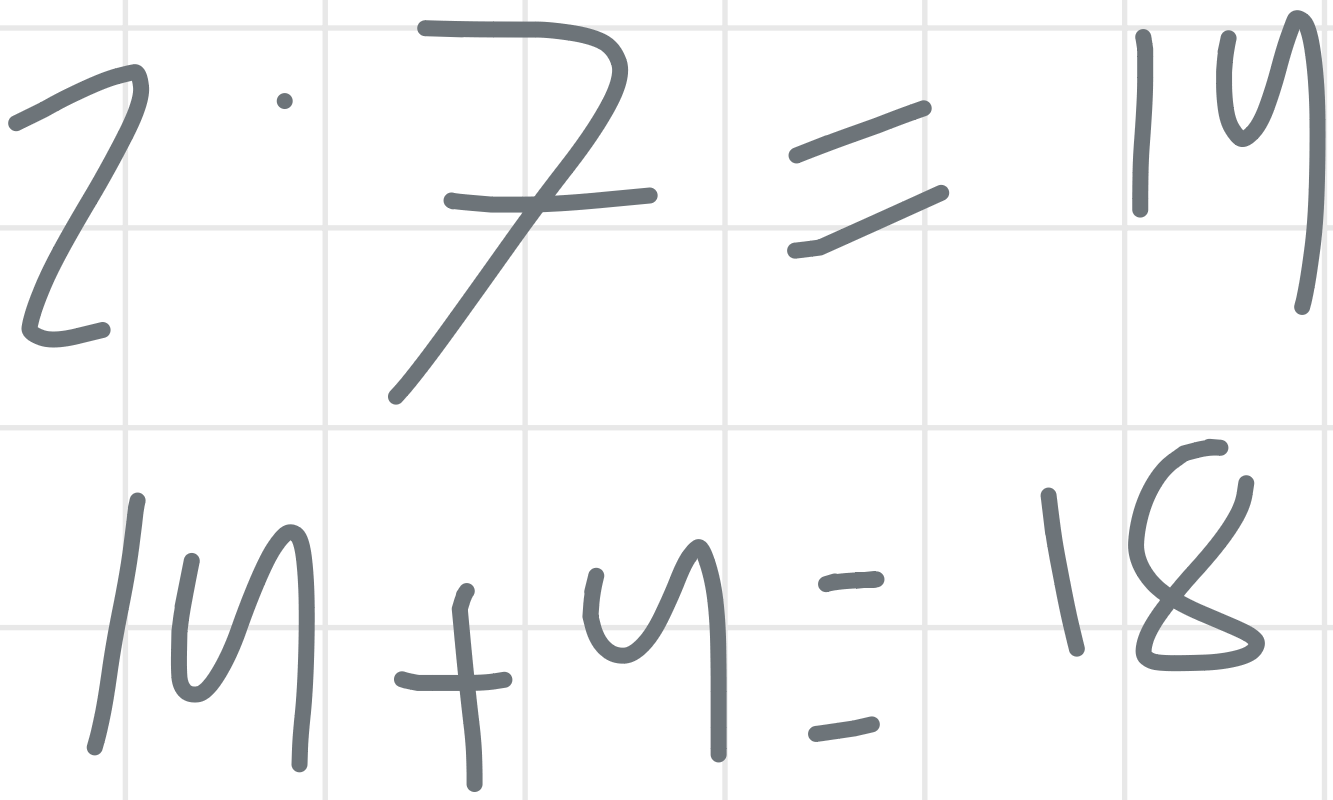 2 · 7 = 14
14 + 4 = 18